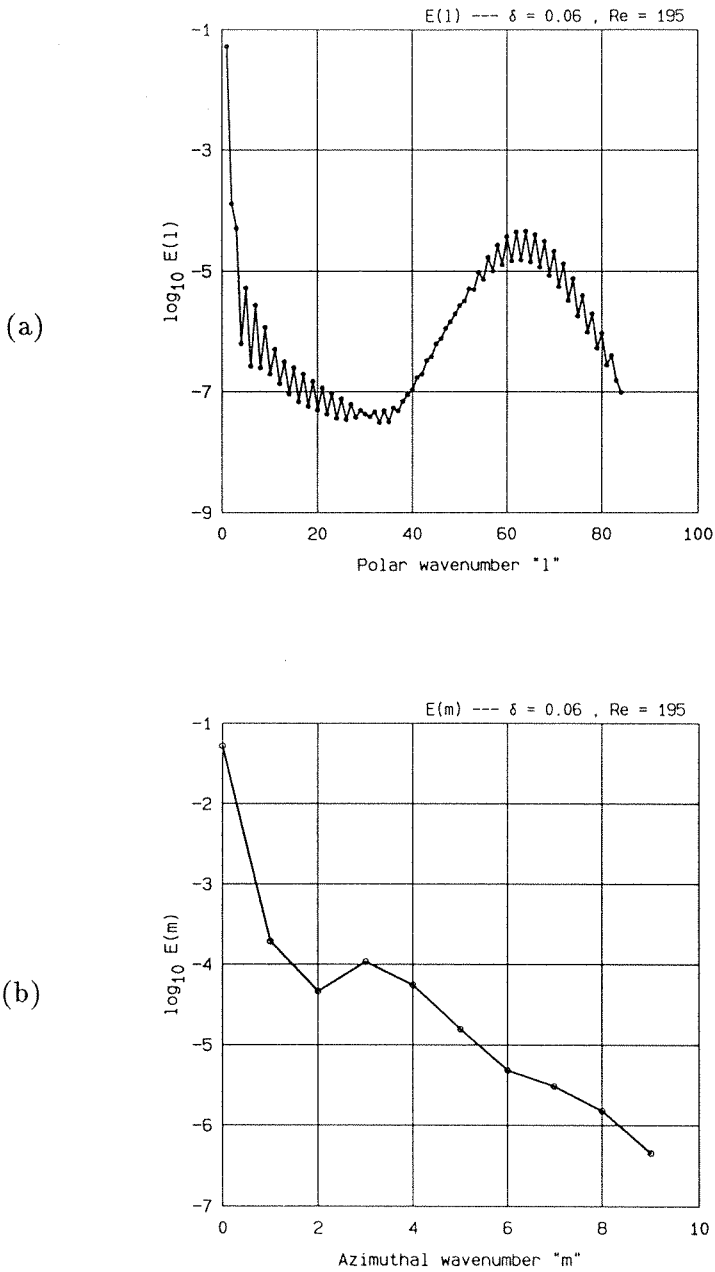 E(l) --- δ = 0.06 , Re = 195
-1
-3
-5
-7
-9
log10 E(l)
(a)
0 20 40 60 80 100
Polar wavenumber "l"
E(m) --- δ = 0.06 , Re = 195
-1
-2
-3
-4
-5
-6
-7
log10 E(m)
(b)
0 2 4 6 8 10
Azimuthal wavenumber "m"